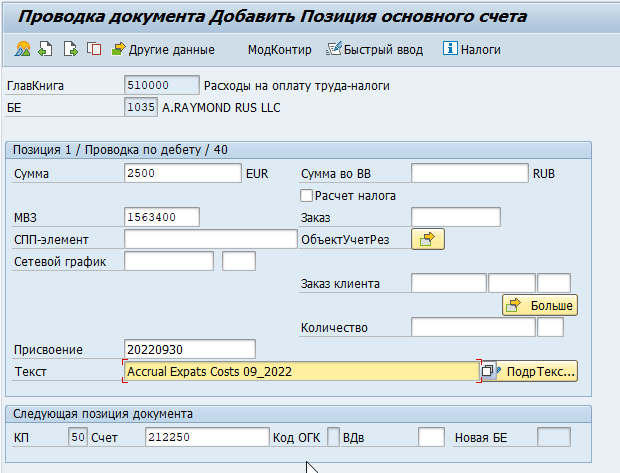 Проводка документа Добавить Позиция основного счета
Другие данные МодКонтир Быстрый ввод Налоги
ГлавКнига 510000 Расходы на оплату труда-налоги
БЕ 1035 A.RAYMOND RUS LLC
Позиция 1 / Проводка по дебету / 40
Сумма 2500 EUR Сумма во ВВ RUB
Расчет налога
МВЗ 1563400 Заказ
СПП-элемент ОбъектУчетРез
Сетевой график
Заказ клиента
Больше
Количество
Присвоение 20220930
Текст Accrual Expats Costs 09_2022 ПодрТекс...
Следующая позиция документа
КП 50 Счет 212250 Код ОГК ВДв Новая БЕ